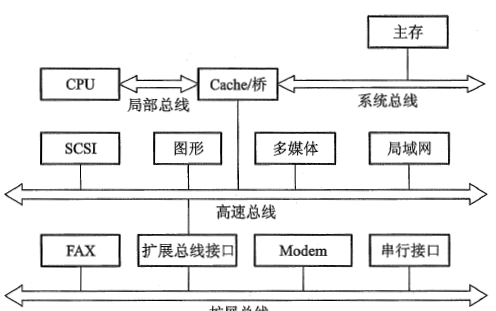 主存
CPU
Cache/桥
局部总线
系统总线
SCSI
图形
多媒体
局域网
高速总线
FAX
扩展总线接口
Modem
串行接口
扩展总线